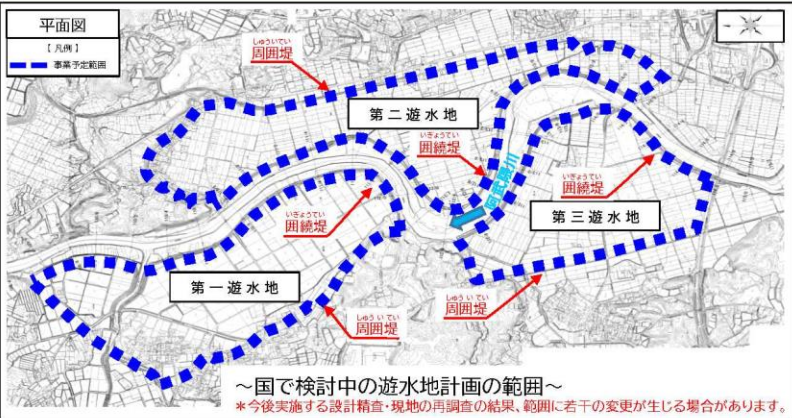 平面図
【凡例】
事業予定範囲
しゅういてい
周囲堤
第二遊水地
いぎょうてい
囲繞堤
阿武隈川
いぎょうてい
囲繞堤
第三遊水地
いぎょうてい
囲繞堤
第一遊水地
しゅういてい
周囲堤
しゅういてい
周囲堤
～国で検討中の遊水地計画の範囲～
*今後実施する設計精査・現地の再調査の結果、範囲に若干の変更が生じる場合があります。